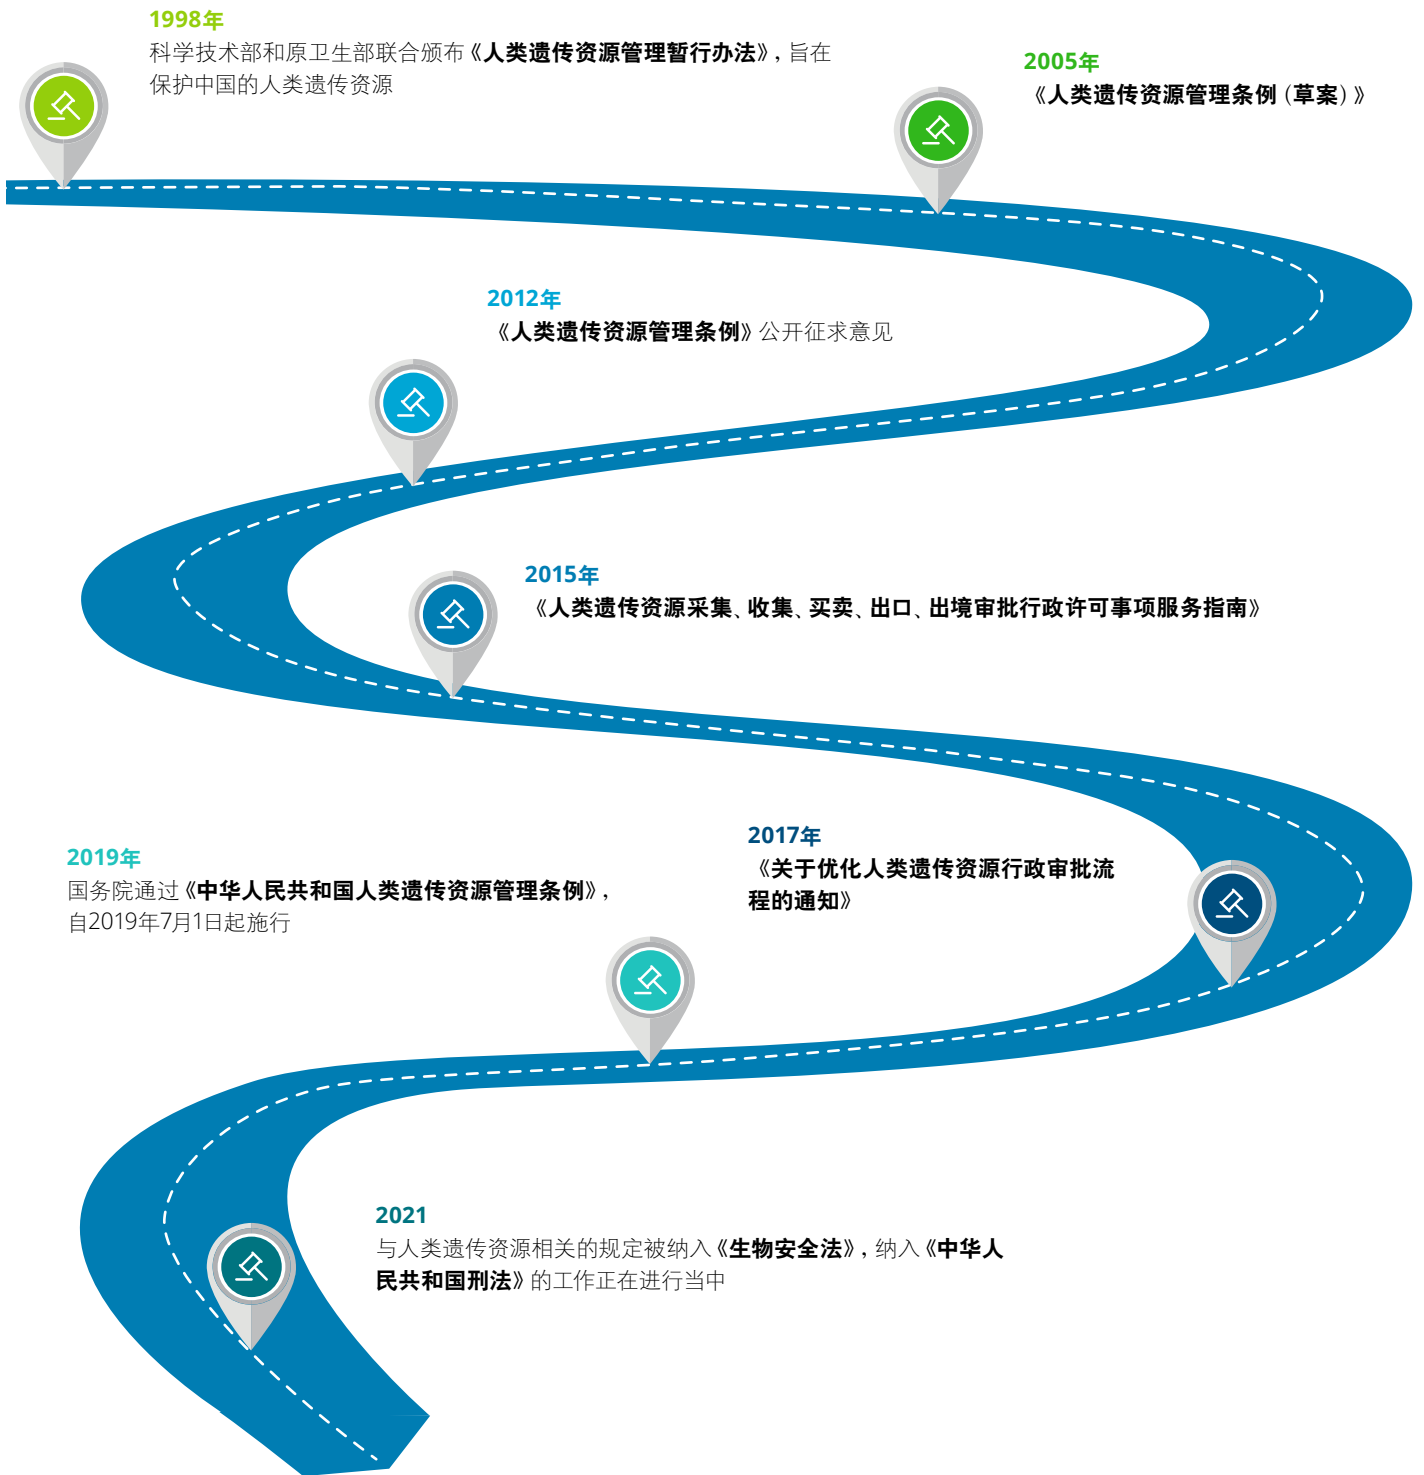 1998年
科学技术部和原卫生部联合颁布《人类遗传资源管理暂行办法》，旨在
保护中国的人类遗传资源
2005年
《人类遗传资源管理条例（草案）》
2012年
《人类遗传资源管理条例》公开征求意见
2015年
《人类遗传资源采集、收集、买卖、出口、出境审批行政许可事项服务指南》
2017年
《关于优化人类遗传资源行政审批流
程的通知》
2019年
国务院通过《中华人民共和国人类遗传资源管理条例》，
自2019年7月1日起施行
2021
与人类遗传资源相关的规定被纳入《生物安全法》，纳入《中华人
民共和国刑法》的工作正在进行当中